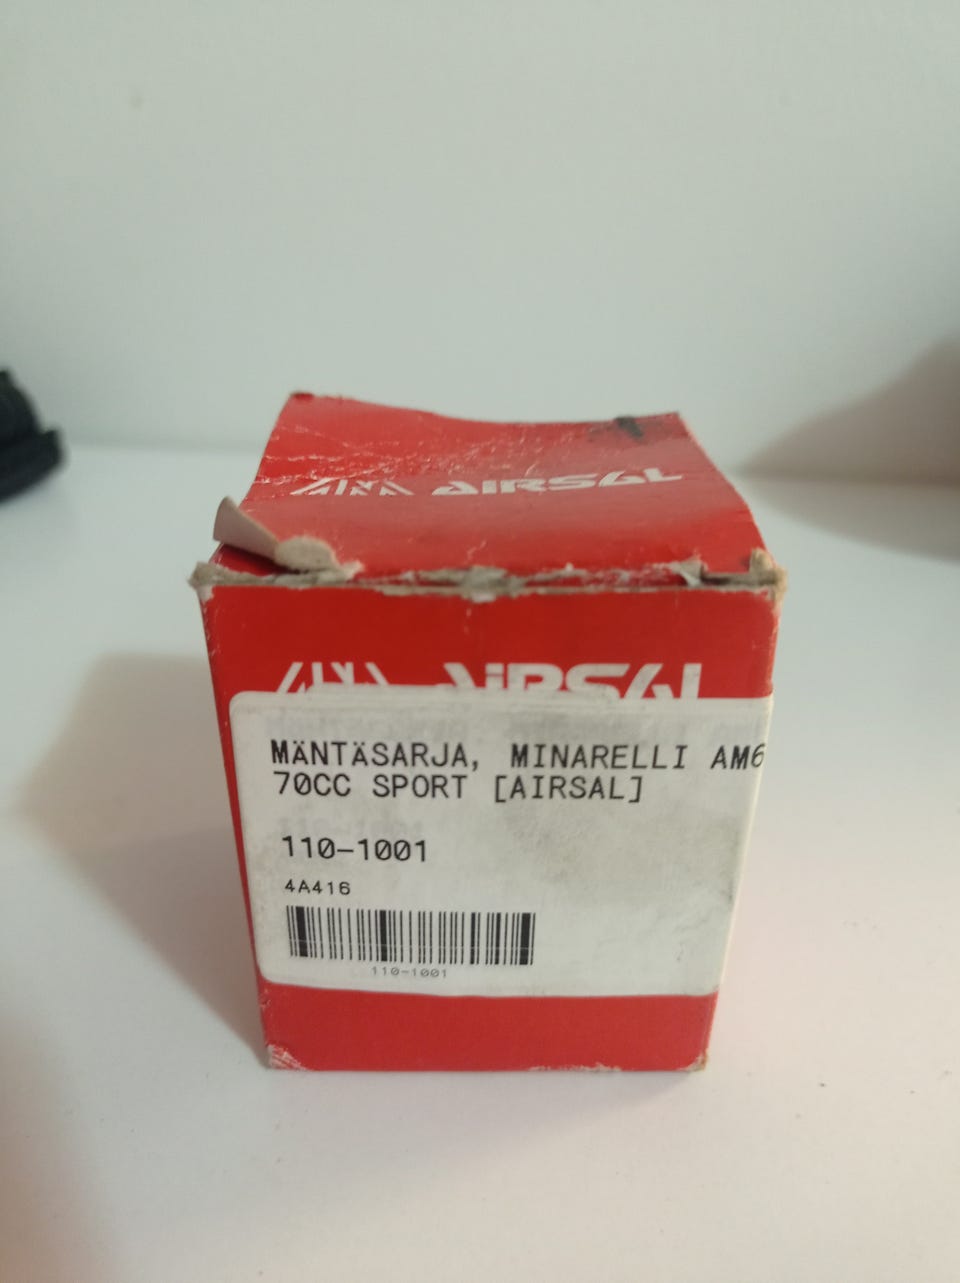 AIRSAL
AIRSAL
MÄNTÄSARJA, MINARELLI AM6
70CC SPORT [AIRSAL]
110-1001
4A416
110-1001